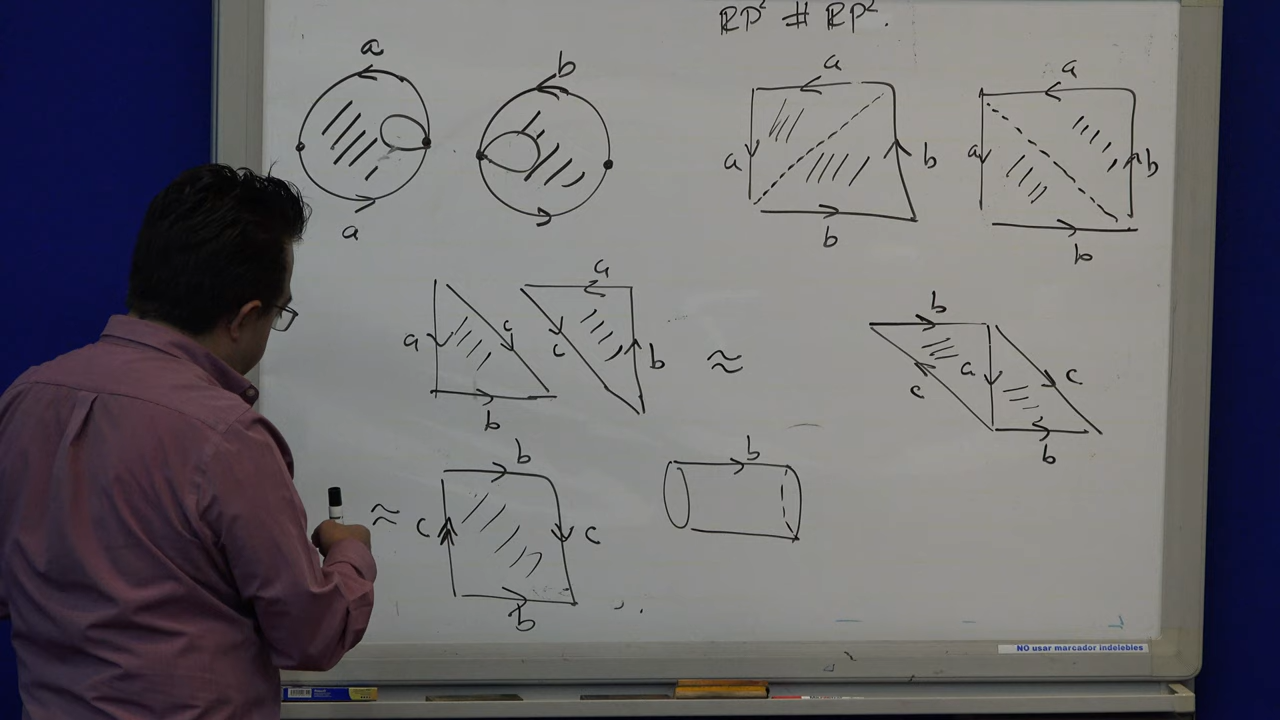 RP² # RP².
a b
a a
a b a b
a b b
a
a c c b ≈
b
b
c a c
b
b b
≈ c c
b
NO usar marcador indelebles